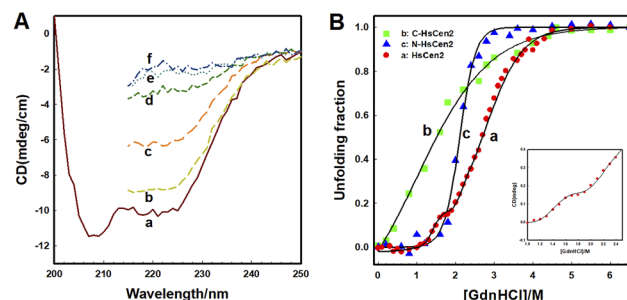 A
CD(mdeg/cm)
0
-2
-4
-6
-8
-10
-12
f
e
d
c
b
a
200 210 220 230 240 250
Wavelength/nm
B
Unfolding fraction
1.0
0.8
0.6
0.4
0.2
0.0
b: C-HsCen2
c: N-HsCen2
a: HsCen2
b
c
a
0 1 2 3 4 5 6
[GdnHCl]/M